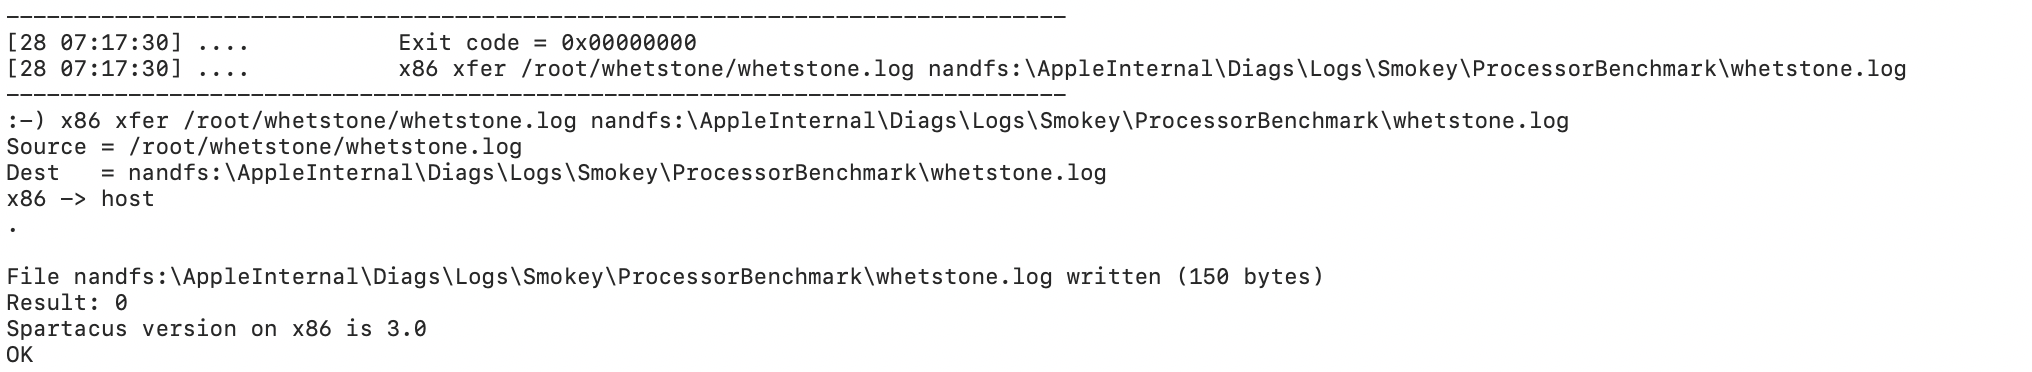 -------------------------------------------------------------------------------
[28 07:17:30] ....           Exit code = 0x00000000
[28 07:17:30] ....           x86 xfer /root/whetstone/whetstone.log nandfs:\AppleInternal\Diags\Logs\Smokey\ProcessorBenchmark\whetstone.log
-------------------------------------------------------------------------------
:-) x86 xfer /root/whetstone/whetstone.log nandfs:\AppleInternal\Diags\Logs\Smokey\ProcessorBenchmark\whetstone.log
Source = /root/whetstone/whetstone.log
Dest   = nandfs:\AppleInternal\Diags\Logs\Smokey\ProcessorBenchmark\whetstone.log
x86 -> host
.

File nandfs:\AppleInternal\Diags\Logs\Smokey\ProcessorBenchmark\whetstone.log written (150 bytes)
Result: 0
Spartacus version on x86 is 3.0
OK